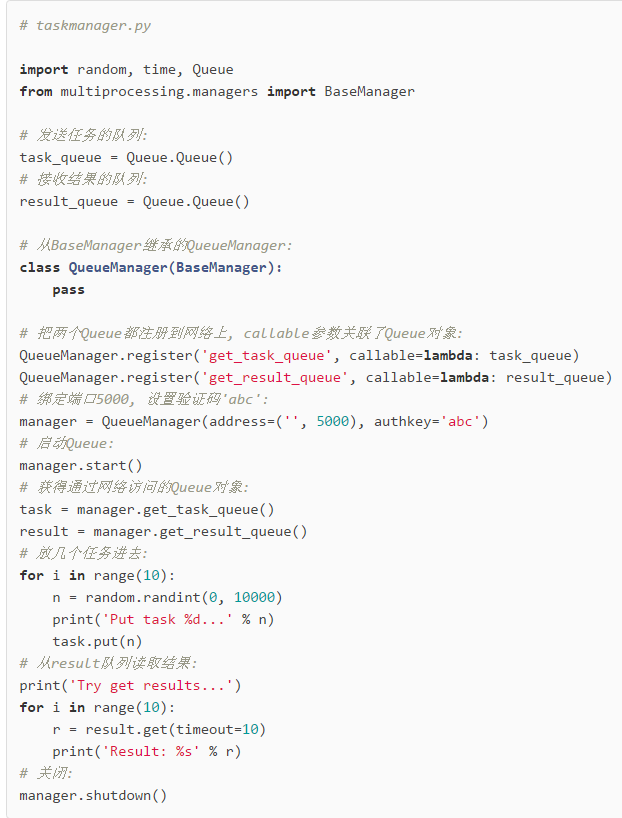 # taskmanager.py
import random, time, Queue
from multiprocessing.managers import BaseManager
# 发送任务的队列:
task_queue = Queue.Queue()
# 接收结果的队列:
result_queue = Queue.Queue()
# 从BaseManager继承的QueueManager:
class QueueManager(BaseManager):
    pass
# 把两个Queue都注册到网络上, callable参数关联了Queue对象:
QueueManager.register('get_task_queue', callable=lambda: task_queue)
QueueManager.register('get_result_queue', callable=lambda: result_queue)
# 绑定端口5000, 设置验证码'abc':
manager = QueueManager(address=('', 5000), authkey='abc')
# 启动Queue:
manager.start()
# 获得通过网络访问的Queue对象:
task = manager.get_task_queue()
result = manager.get_result_queue()
# 放几个任务进去:
for i in range(10):
    n = random.randint(0, 10000)
    print('Put task %d...' % n)
    task.put(n)
# 从result队列读取结果:
print('Try get results...')
for i in range(10):
    r = result.get(timeout=10)
    print('Result: %s' % r)
# 关闭:
manager.shutdown()